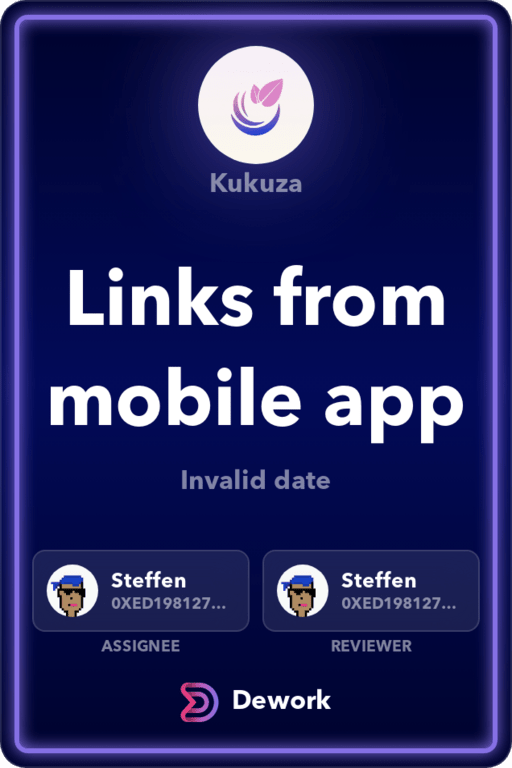 Kukuza
Links from
mobile app
Invalid date
Steffen
0XED198127...
Steffen
0XED198127...
ASSIGNEE
REVIEWER
Dework